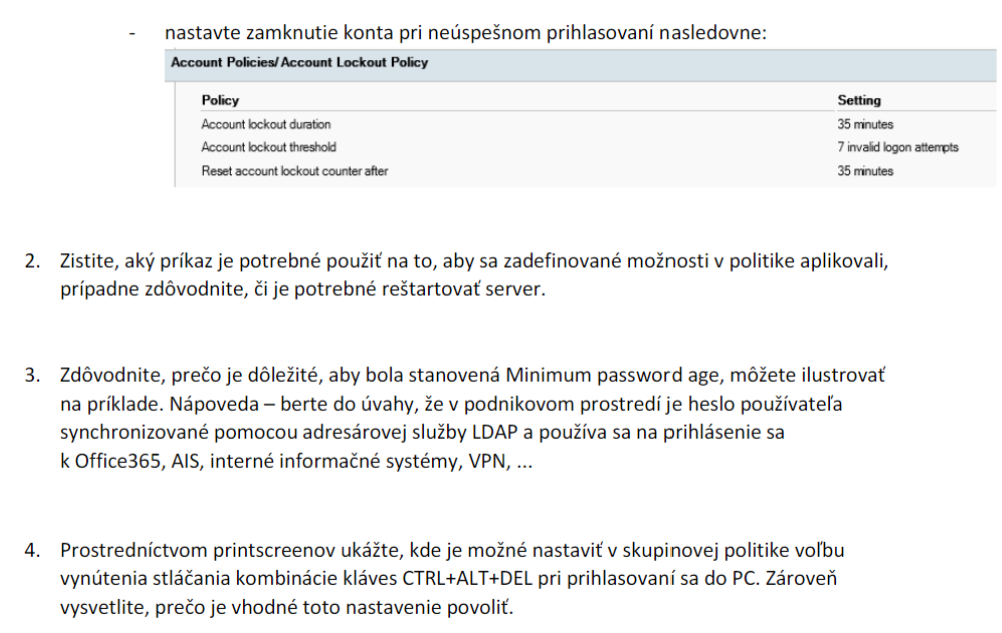 - nastavte zamknutie konta pri neúspešnom prihlasovaní nasledovne:
Account Policies/Account Lockout Policy
Policy Setting
Account lockout duration 35 minutes
Account lockout threshold 7 invalid logon attempts
Reset account lockout counter after 35 minutes
2. Zistite, aký príkaz je potrebné použiť na to, aby sa zadefinované možnosti v politike aplikovali,
prípadne zdôvodnite, či je potrebné reštartovať server.
3. Zdôvodnite, prečo je dôležité, aby bola stanovená Minimum password age, môžete ilustrovať
na príklade. Nápoveda – berte do úvahy, že v podnikovom prostredí je heslo používateľa
synchronizované pomocou adresárovej služby LDAP a používa sa na prihlásenie sa
k Office365, AIS, interné informačné systémy, VPN, ...
4. Prostredníctvom printscreenov ukážte, kde je možné nastaviť v skupinovej politike voľbu
vynútenia stláčania kombinácie kláves CTRL+ALT+DEL pri prihlasovaní sa do PC. Zároveň
vysvetlite, prečo je vhodné toto nastavenie povoliť.